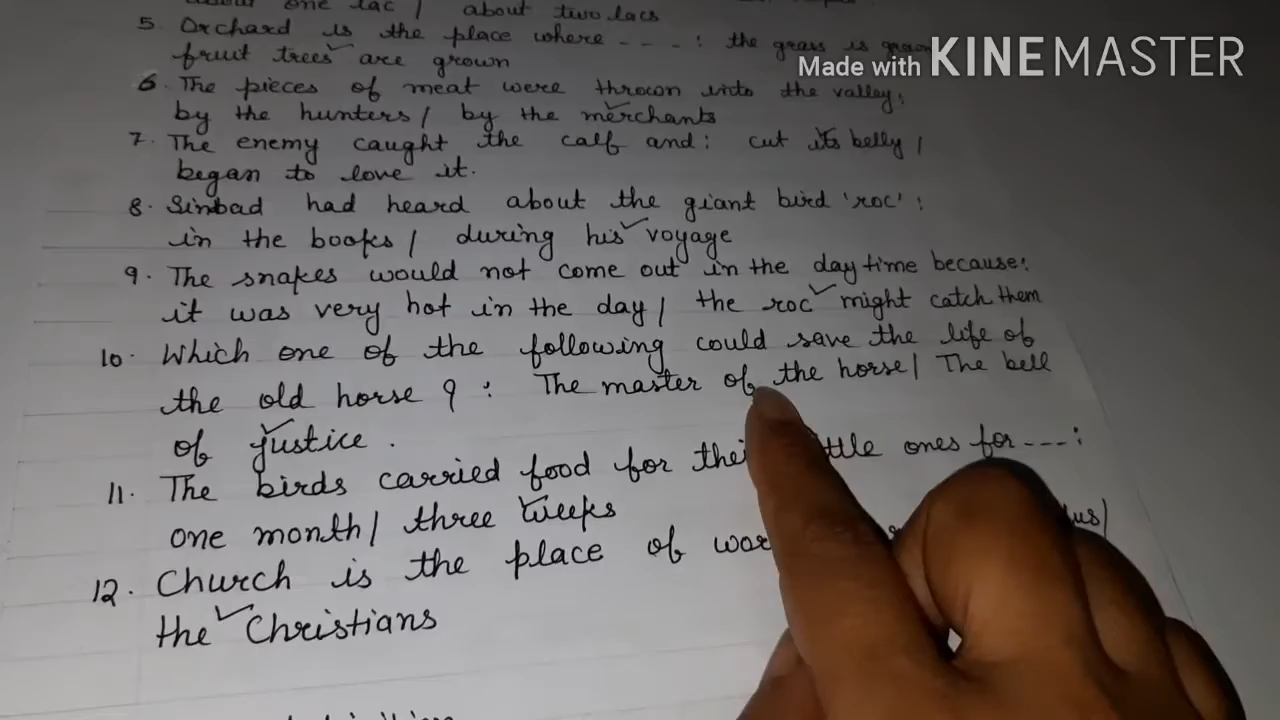 one lac / about two lacs
5. Orchard is the place where - - - - : the grass is
fruit trees are grown
6. The pieces of meat were thrown into the valley:
by the hunters / by the merchants
7. The enemy caught the calf and: cut its belly /
began to love it.
8. Sinbad had heard about the giant bird 'roc' :
in the books / during his voyage
9. The snakes would not come out in the day time because:
it was very hot in the day / the roc might catch them
10. Which one of the following could save the life of
the old horse ? : The master of the horse / The bell
of justice.
11. The birds carried food for ones for - - - :
one month / three weeks
12. Church is the place of
the Christians
Made with KINEMASTER